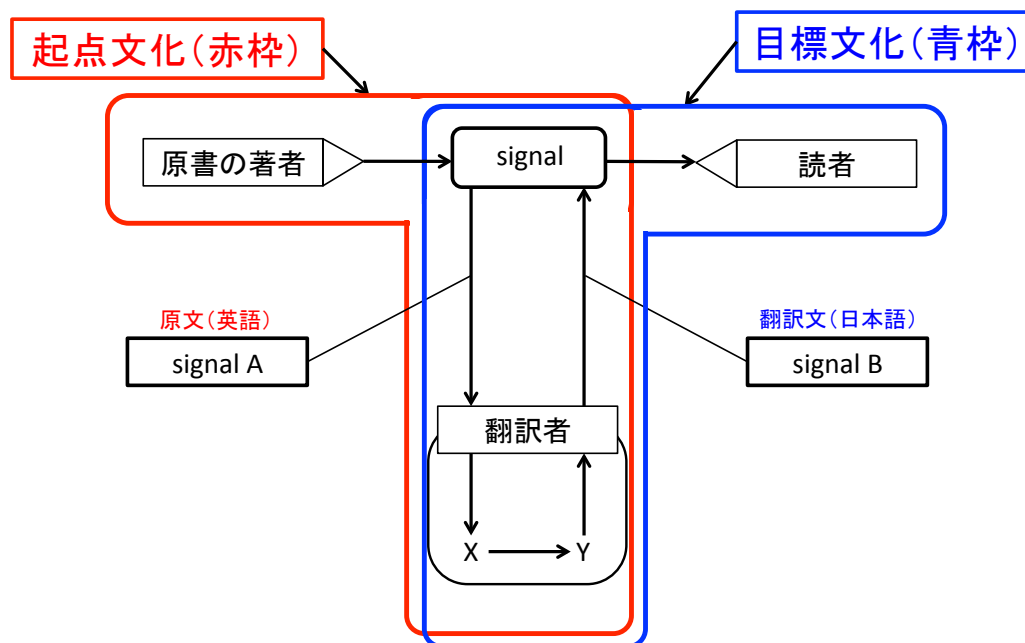 起点文化(赤枠)
目標文化(青枠)
原書の著者
signal
読者
原文(英語)
signal A
翻訳文(日本語)
signal B
翻訳者
X
Y